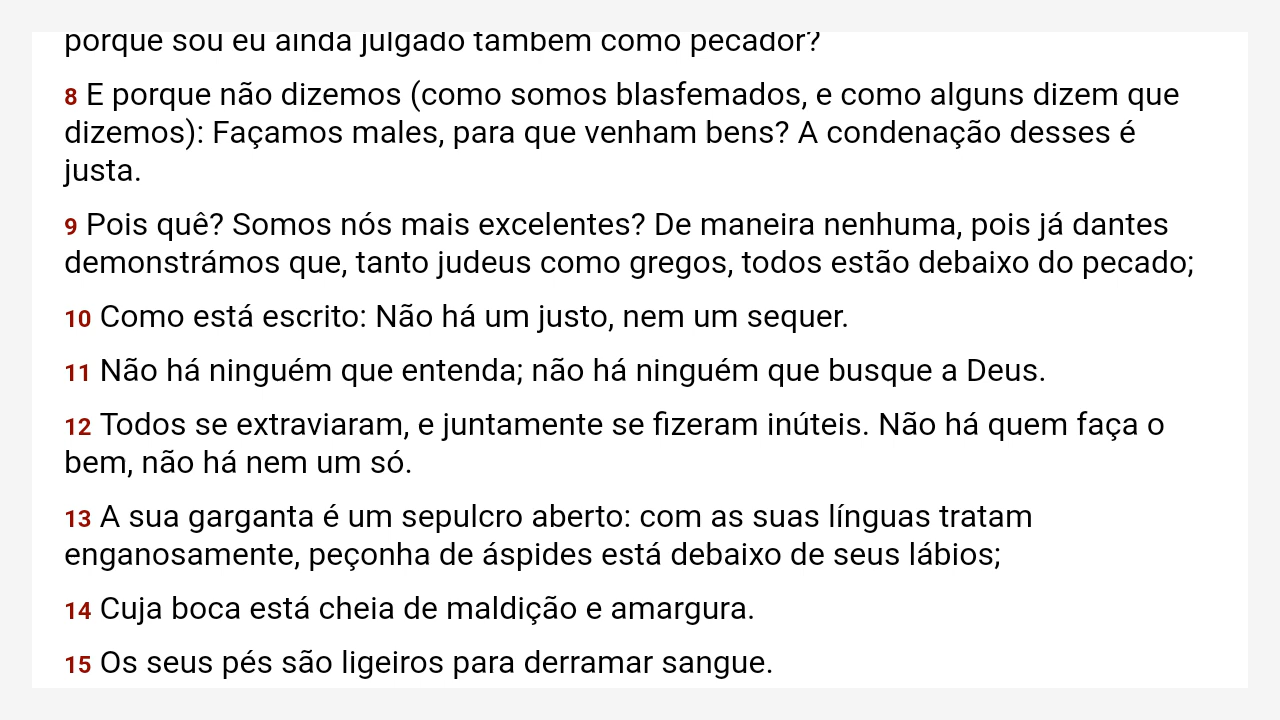 porque sou eu ainda julgado também como pecador?
8 E porque não dizemos (como somos blasfemados, e como alguns dizem que
dizemos): Façamos males, para que venham bens? A condenação desses é
justa.
9 Pois quê? Somos nós mais excelentes? De maneira nenhuma, pois já dantes
demonstrámos que, tanto judeus como gregos, todos estão debaixo do pecado;
10 Como está escrito: Não há um justo, nem um sequer.
11 Não há ninguém que entenda; não há ninguém que busque a Deus.
12 Todos se extraviaram, e juntamente se fizeram inúteis. Não há quem faça o
bem, não há nem um só.
13 A sua garganta é um sepulcro aberto: com as suas línguas tratam
enganosamente, peçonha de áspides está debaixo de seus lábios;
14 Cuja boca está cheia de maldição e amargura.
15 Os seus pés são ligeiros para derramar sangue.